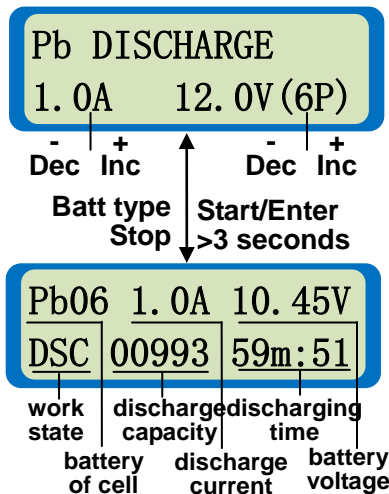 Pb DISCHARGE
1.0A 12.0V(6P)
- + - +
Dec Inc Dec Inc
Batt type Start/Enter
Stop >3 seconds
Pb06 1.0A 10.45V
DSC 00993 59m:51
work discharge discharging
state capacity time
battery discharge battery
of cell current voltage